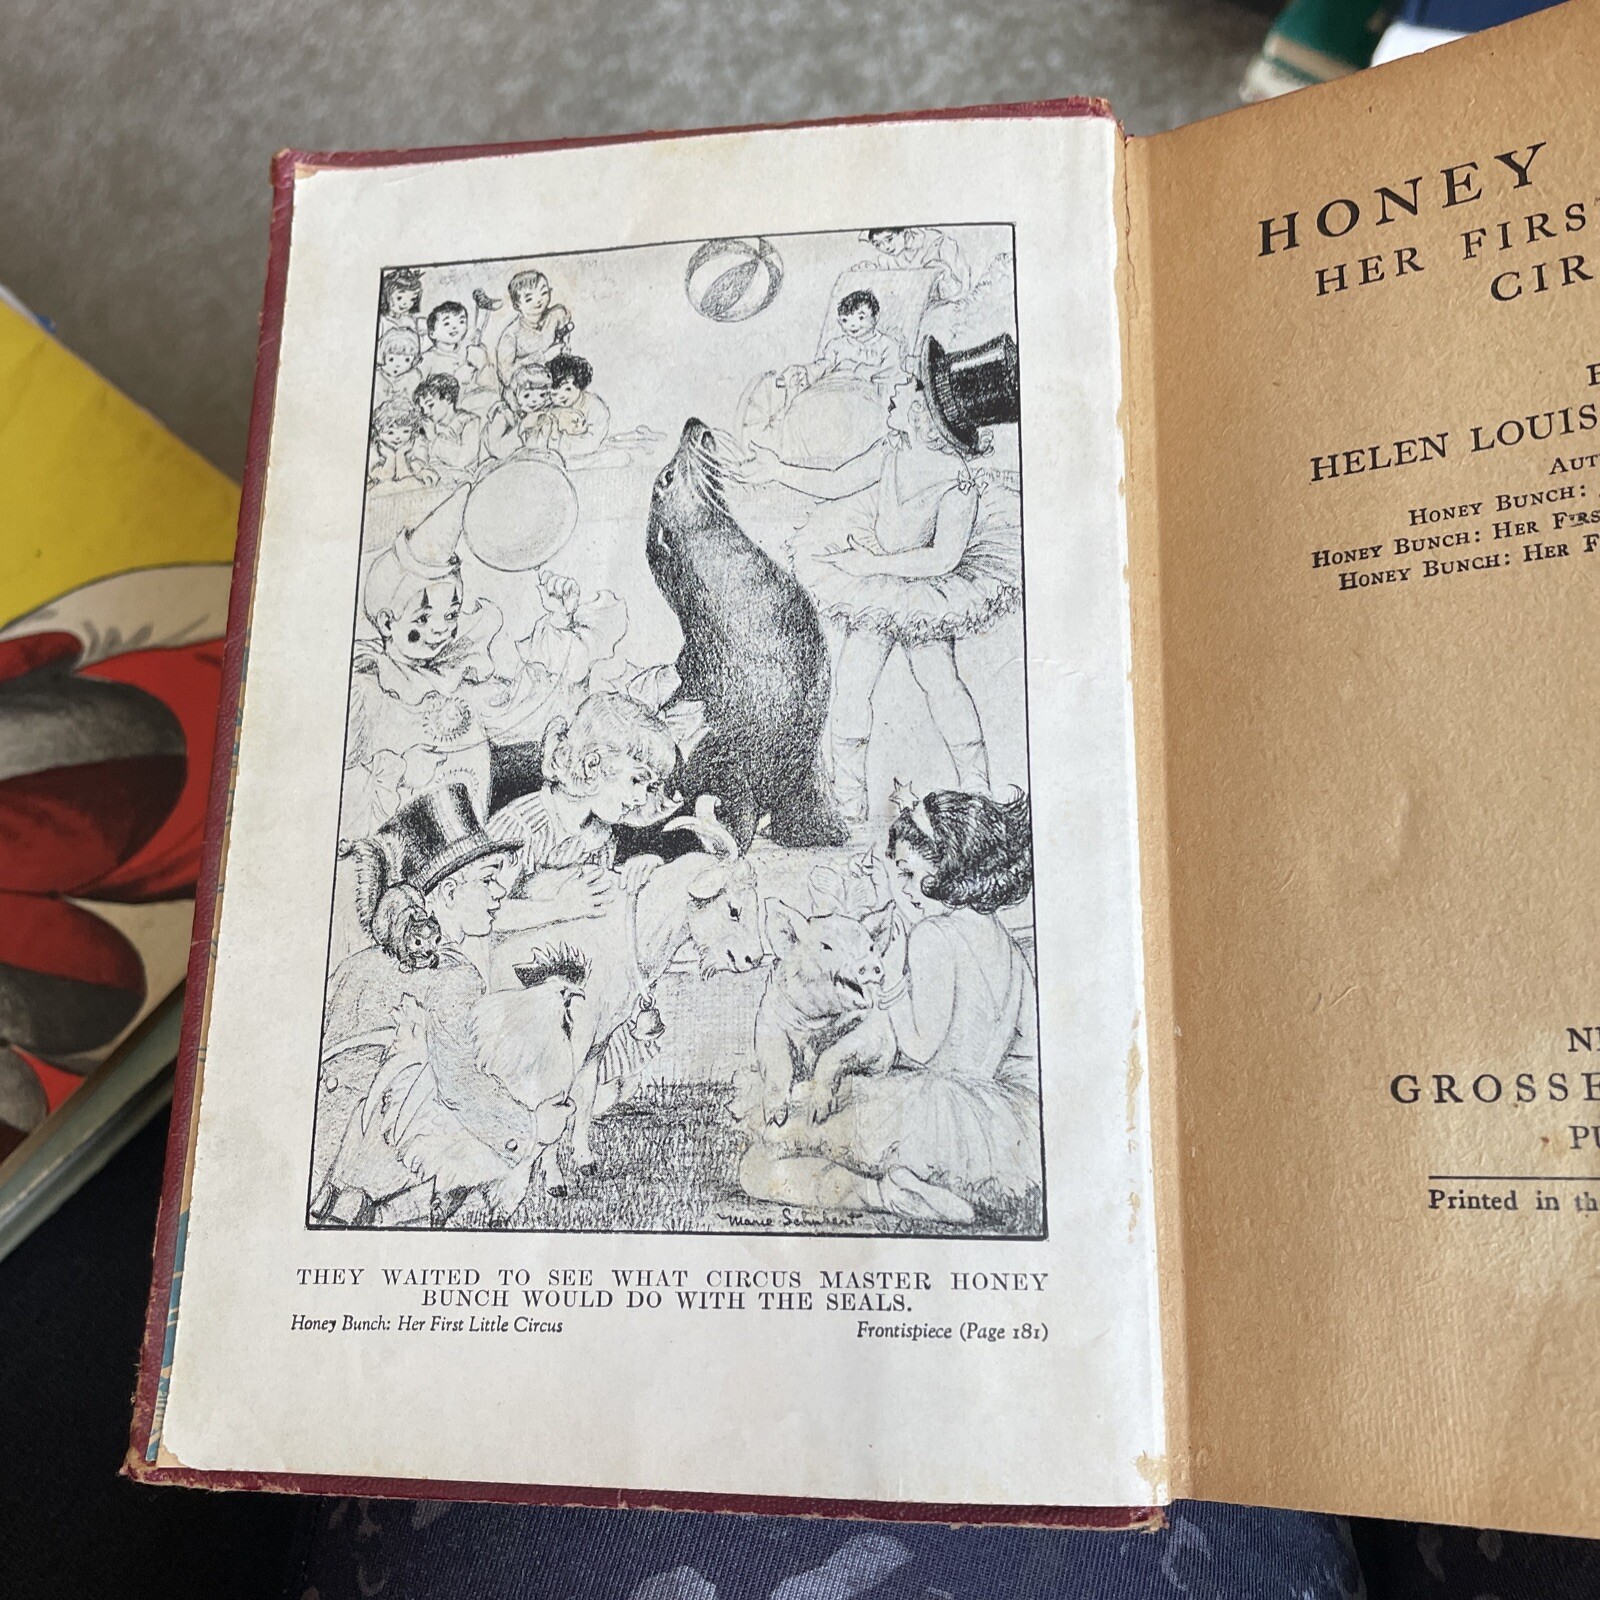 Marie Schubert
THEY WAITED TO SEE WHAT CIRCUS MASTER HONEY
BUNCH WOULD DO WITH THE SEALS.
Honey Bunch: Her First Little Circus Frontispiece (Page 181)
HONEY
HER FIRS
CIR
HELEN LOUIS
AUT
HONEY BUNCH:
HONEY BUNCH: HER FIRS
HONEY BUNCH: HER F
GROSSE
PU
Printed in th